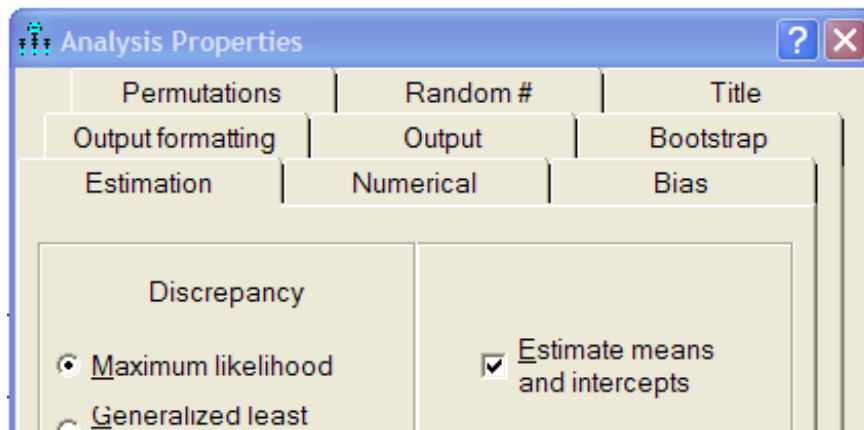 Analysis Properties
Permutations Random # Title
Output formatting Output Bootstrap
Estimation Numerical Bias
Discrepancy
Maximum likelihood
Estimate means
and intercepts
Generalized least